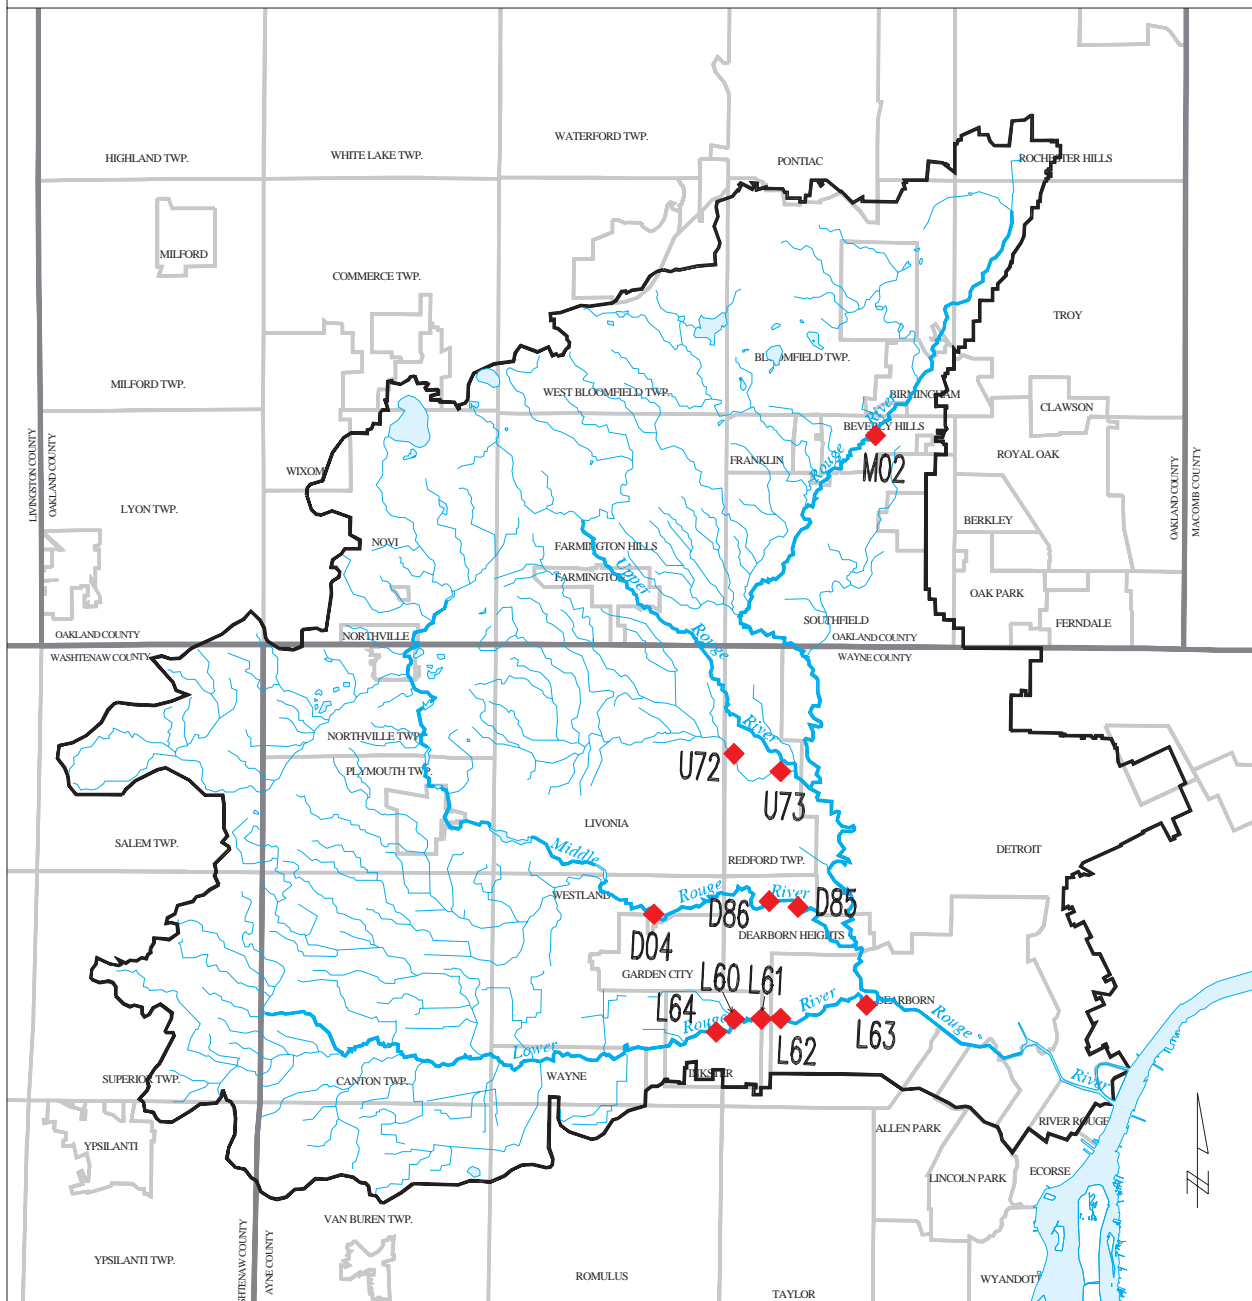 HIGHLAND TWP.
WHITE LAKE TWP.
WATERFORD TWP.
PONTIAC
ROCHESTER HILLS
MILFORD
COMMERCE TWP.
TROY
MILFORD TWP.
WEST BLOOMFIELD TWP.
BLOOMFIELD TWP.
BIRMINGHAM
CLAWSON
River
BEVERLY HILLS
LIVINGSTON COUNTY
OAKLAND COUNTY
WIXOM
FRANKLIN
Rouge
M02
ROYAL OAK
OAKLAND COUNTY
MACOMB COUNTY
LYON TWP.
BERKLEY
NOVI
FARMINGTON HILLS
FARMINGTON
Upper
OAK PARK
SOUTHFIELD
FERNDALE
OAKLAND COUNTY
NORTHVILLE
Rouge
OAKLAND COUNTY
WASHTENAW COUNTY
WAYNE COUNTY
NORTHVILLE TWP.
River
PLYMOUTH TWP.
U72
U73
LIVONIA
SALEM TWP.
Middle
REDFORD TWP.
DETROIT
WESTLAND
Rouge
River
D86
D85
D04
DEARBORN HEIGHTS
GARDEN CITY
L60
L61
L64
River
DEARBORN
Rouge
L63
Rouge
L62
Lower
SUPERIOR TWP.
CANTON TWP.
WAYNE
INKSTER
River
YPSILANTI
ALLEN PARK
RIVER ROUGE
LINCOLN PARK
ECORSE
VAN BUREN TWP.
YPSILANTI TWP.
SHTENAW COUNTY
AYNE COUNTY
ROMULUS
TAYLOR
WYANDOT